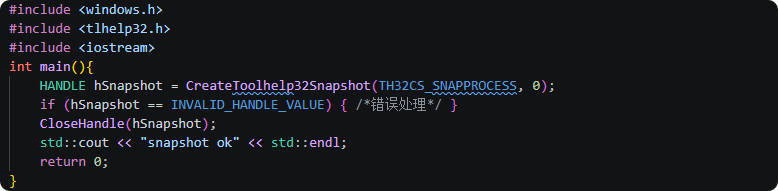 #include <windows.h>
#include <tlhelp32.h>
#include <iostream>
int main(){
    HANDLE hSnapshot = CreateToolhelp32Snapshot(TH32CS_SNAPPROCESS, 0);
    if (hSnapshot == INVALID_HANDLE_VALUE) { /*错误处理*/ }
    CloseHandle(hSnapshot);
    std::cout << "snapshot ok" << std::endl;
    return 0;
}